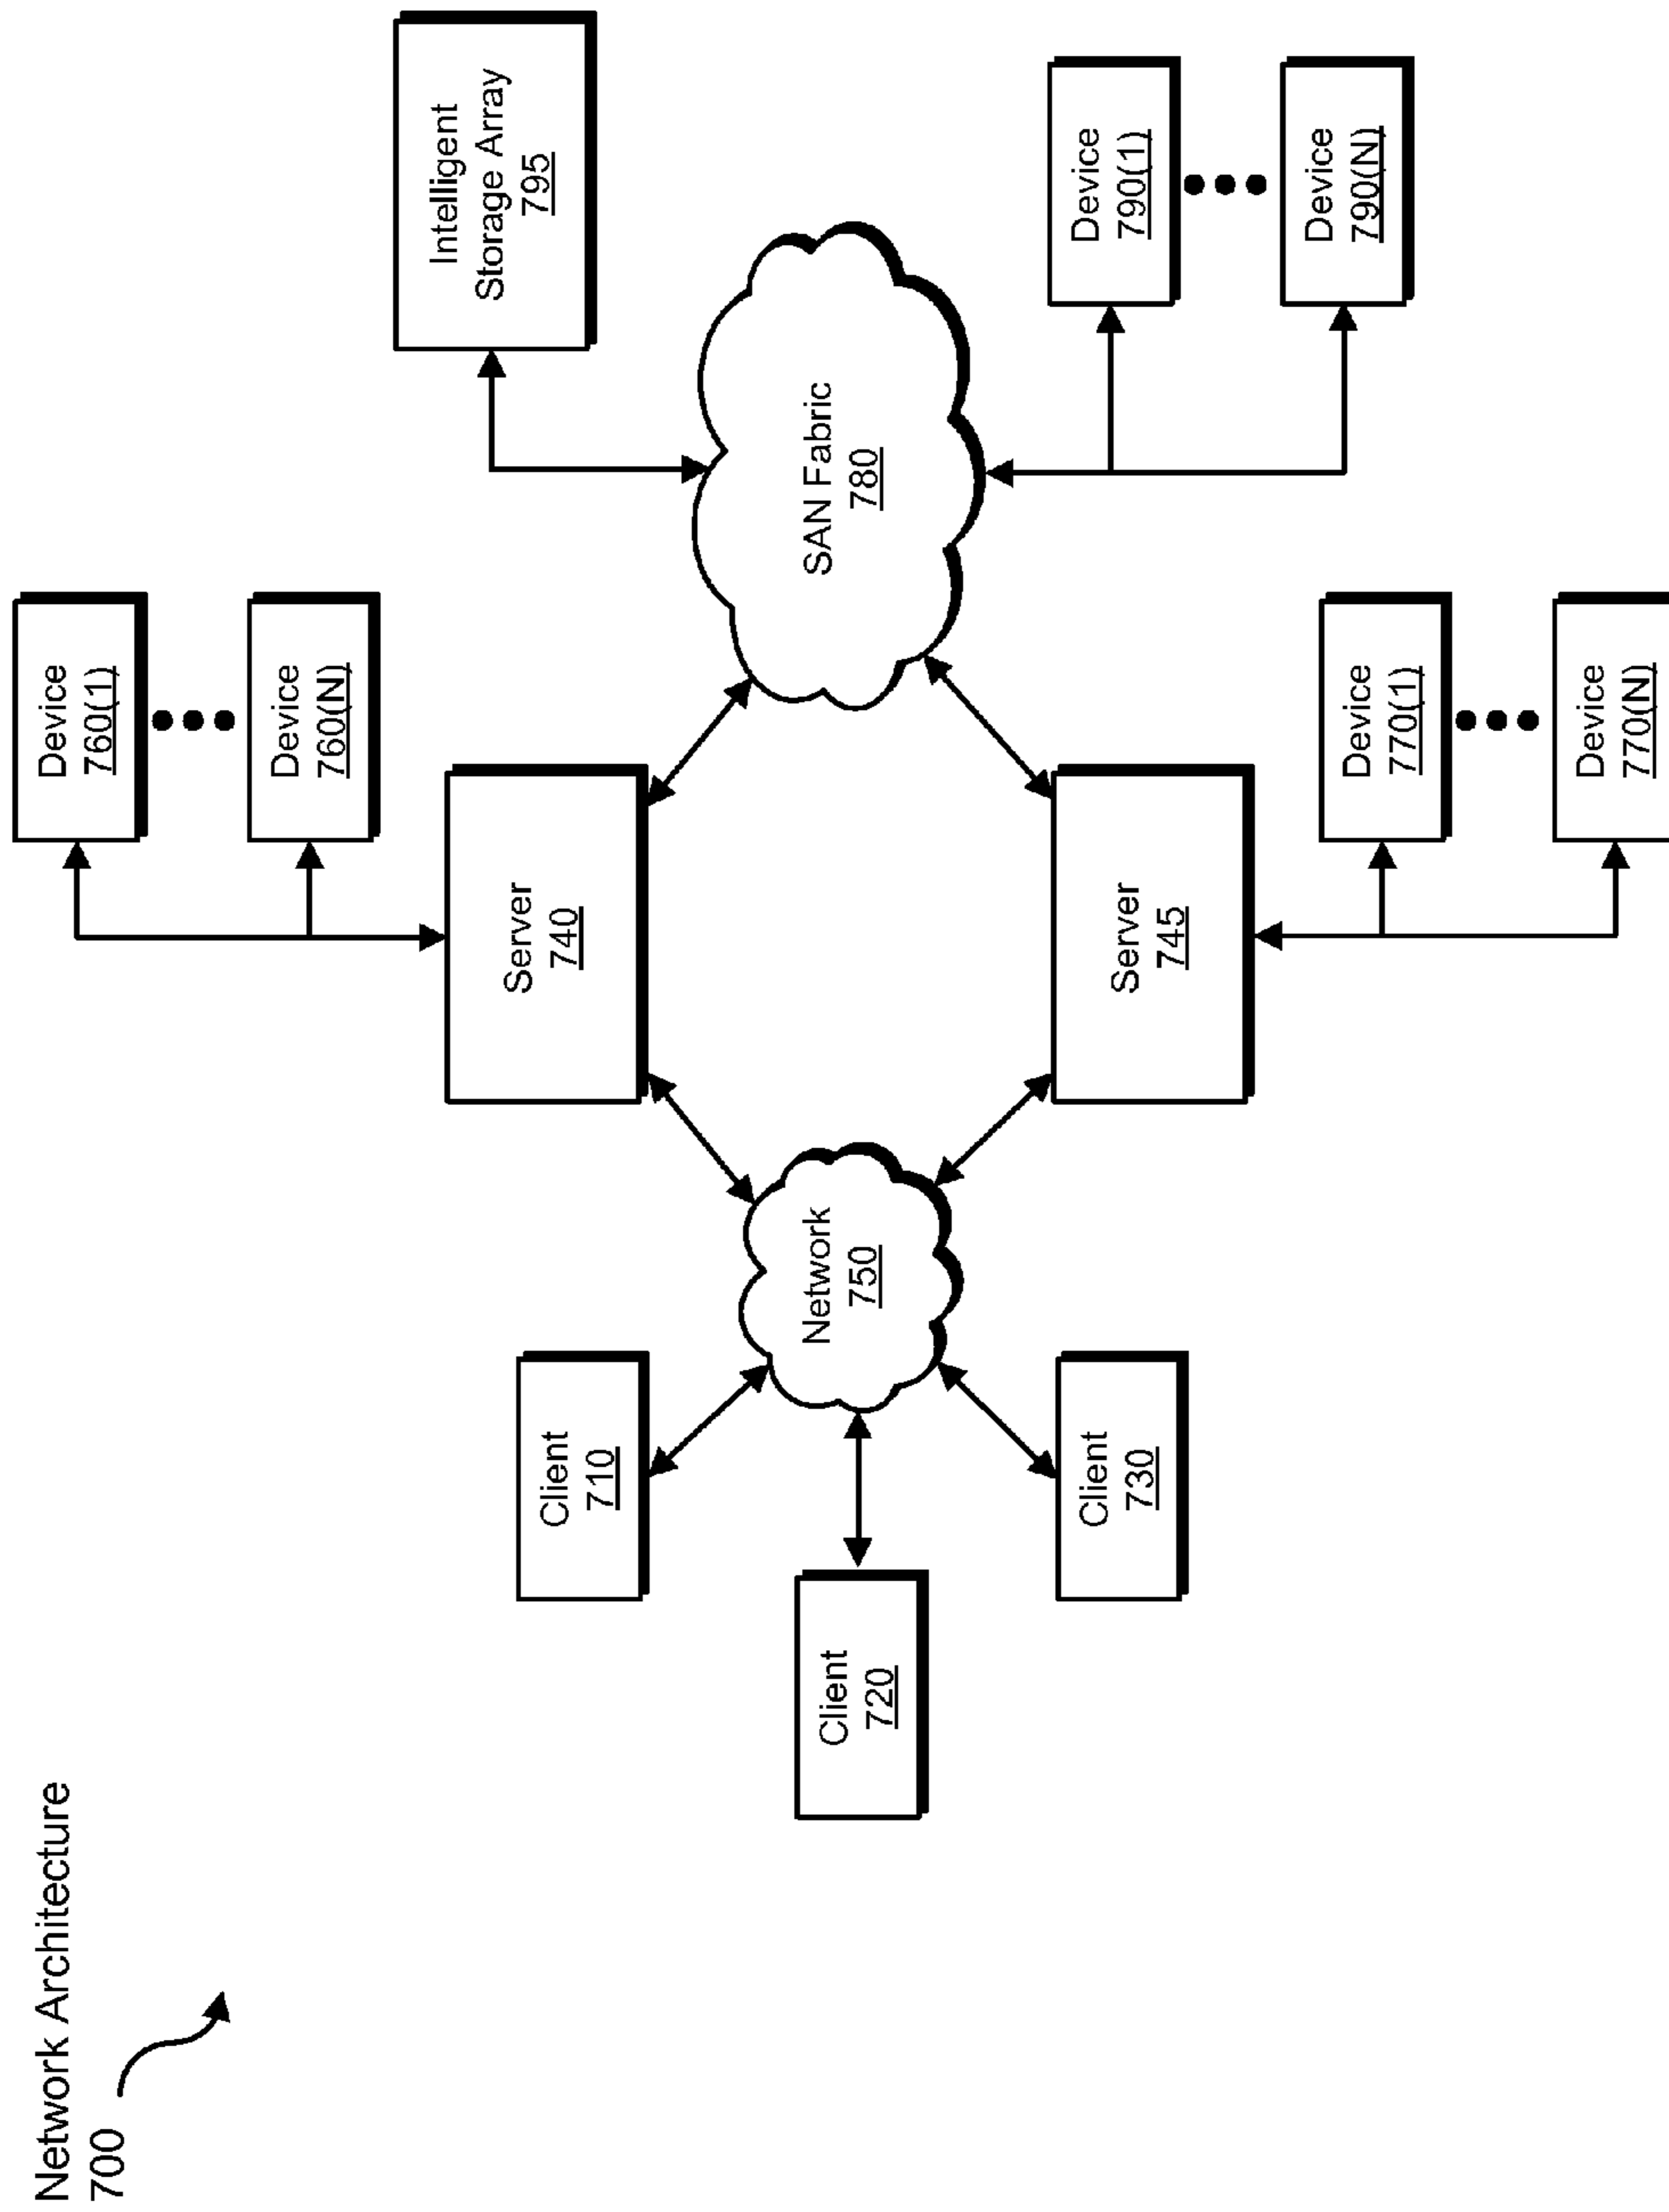 Network Architecture
700
Device
760(1)
Device
760(N)
Intelligent
Storage Array
795
Client
710
Server
740
Client
720
Network
750
SAN Fabric
780
Client
730
Server
745
Device
790(1)
Device
790(N)
Device
770(1)
Device
770(N)